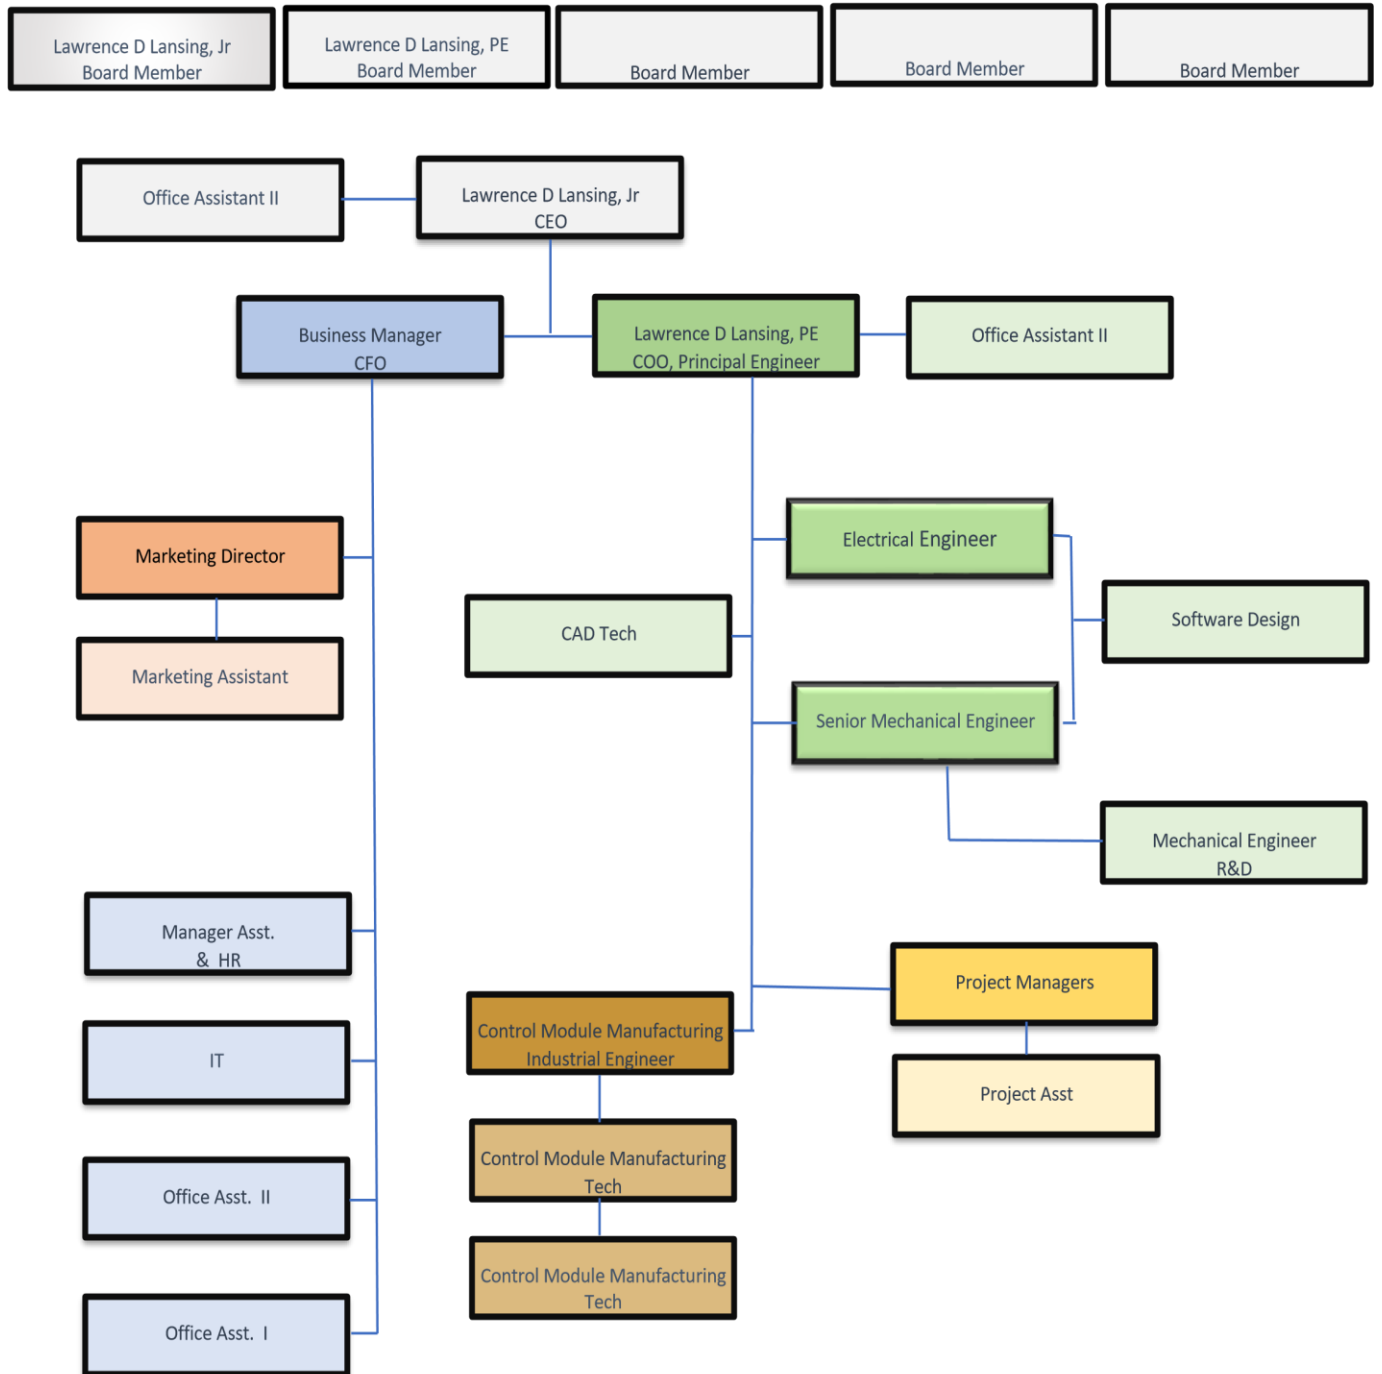 Lawrence D Lansing, Jr
Board Member
Lawrence D Lansing, PE
Board Member
Board Member
Board Member
Board Member
Office Assistant II
Lawrence D Lansing, Jr
CEO
Business Manager
CFO
Lawrence D Lansing, PE
COO, Principal Engineer
Office Assistant II
Marketing Director
Marketing Assistant
Electrical Engineer
CAD Tech
Software Design
Senior Mechanical Engineer
Mechanical Engineer
R&D
Manager Asst.
& HR
IT
Office Asst. II
Office Asst. I
Control Module Manufacturing
Industrial Engineer
Control Module Manufacturing
Tech
Control Module Manufacturing
Tech
Project Managers
Project Asst